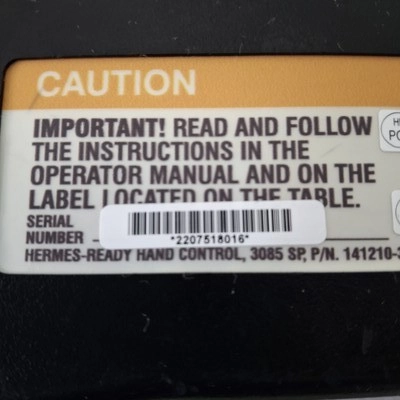 CAUTION
IMPORTANT! READ AND FOLLOW
THE INSTRUCTIONS IN THE
OPERATOR MANUAL AND ON THE
LABEL LOCATED ON THE TABLE.
SERIAL
NUMBER
*2207518016*
HERMES-READY HAND CONTROL, 3085 SP, P/N. 141210-3